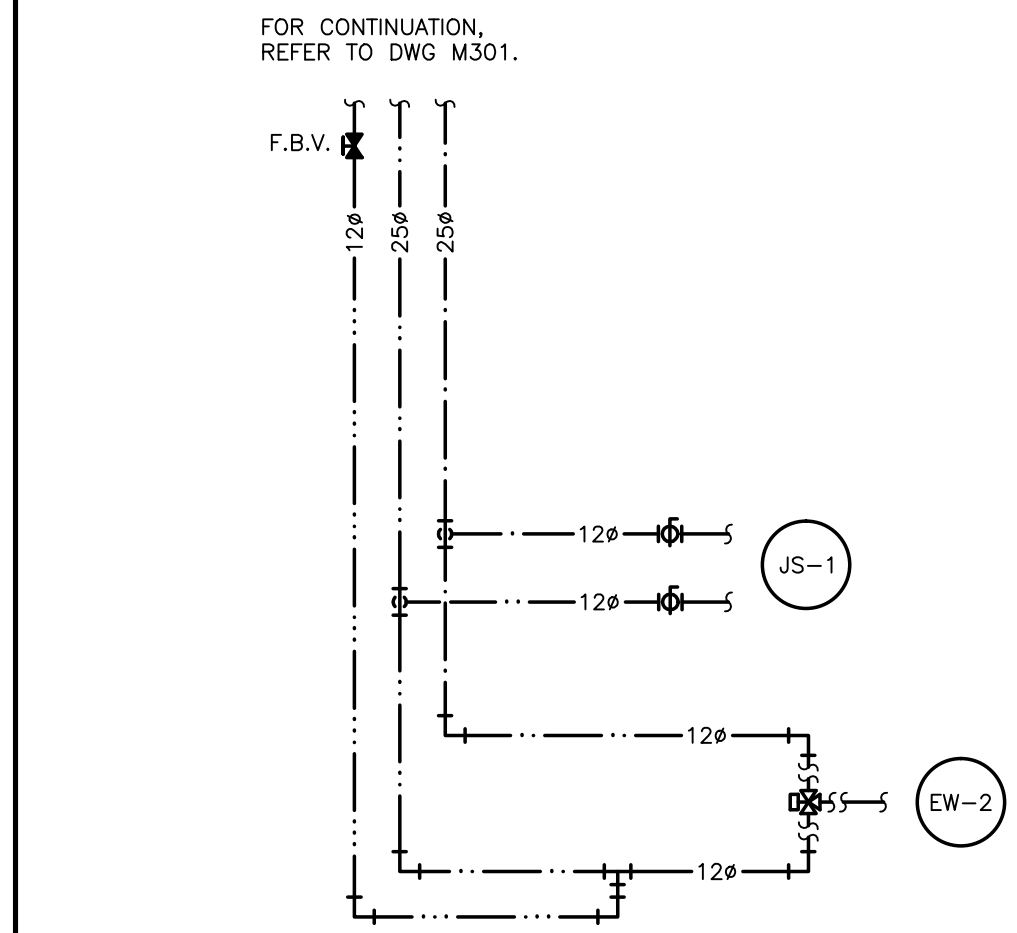 FOR CONTINUATION,
REFER TO DWG M301.
F.B.V.
12ø
25ø
25ø
12ø
JS-1
12ø
12ø
EW-2
12ø